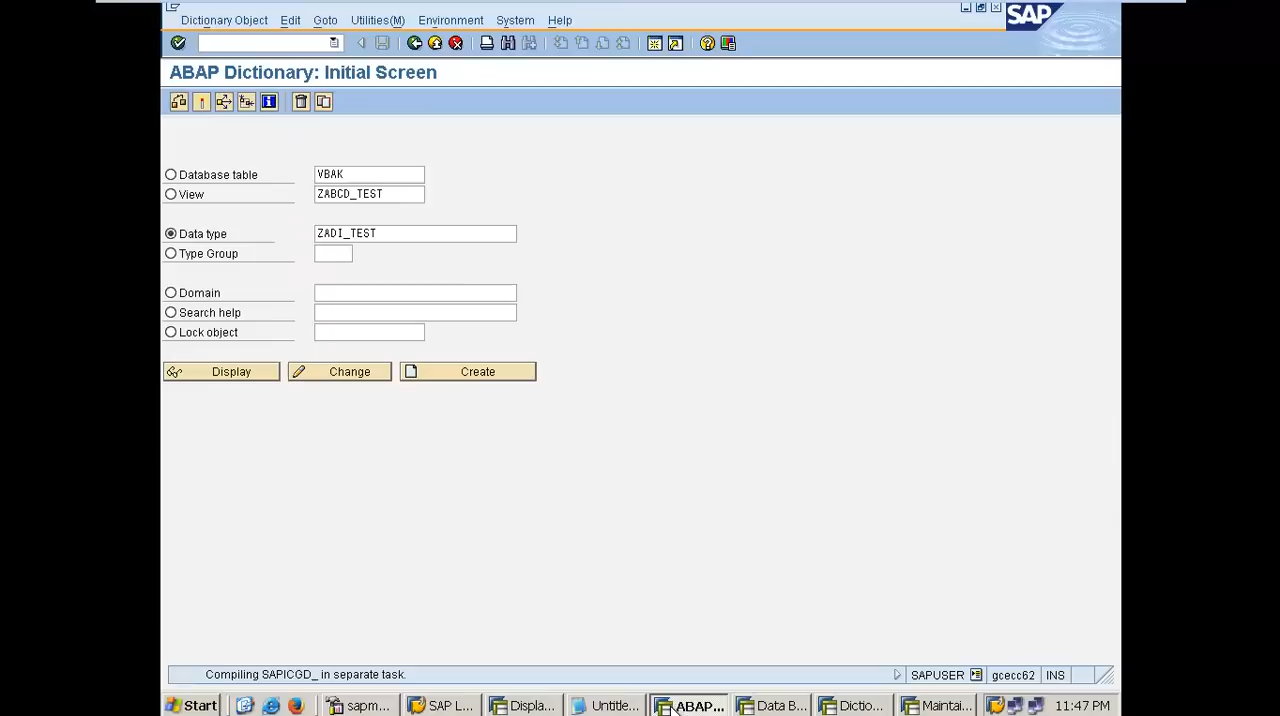 Dictionary Object Edit Goto Utilities(M) Environment System Help
SAP
ABAP Dictionary: Initial Screen
Database table VBAK
View ZABCD_TEST
Data type ZADI_TEST
Type Group
Domain
Search help
Lock object
Display Change Create
Compiling SAPICGD_ in separate task. SAPUSER gcecc62 INS
Start sapm... SAP L... Displa... Untitle... ABAP... Data B... Dictio... Maintai... 11:47 PM